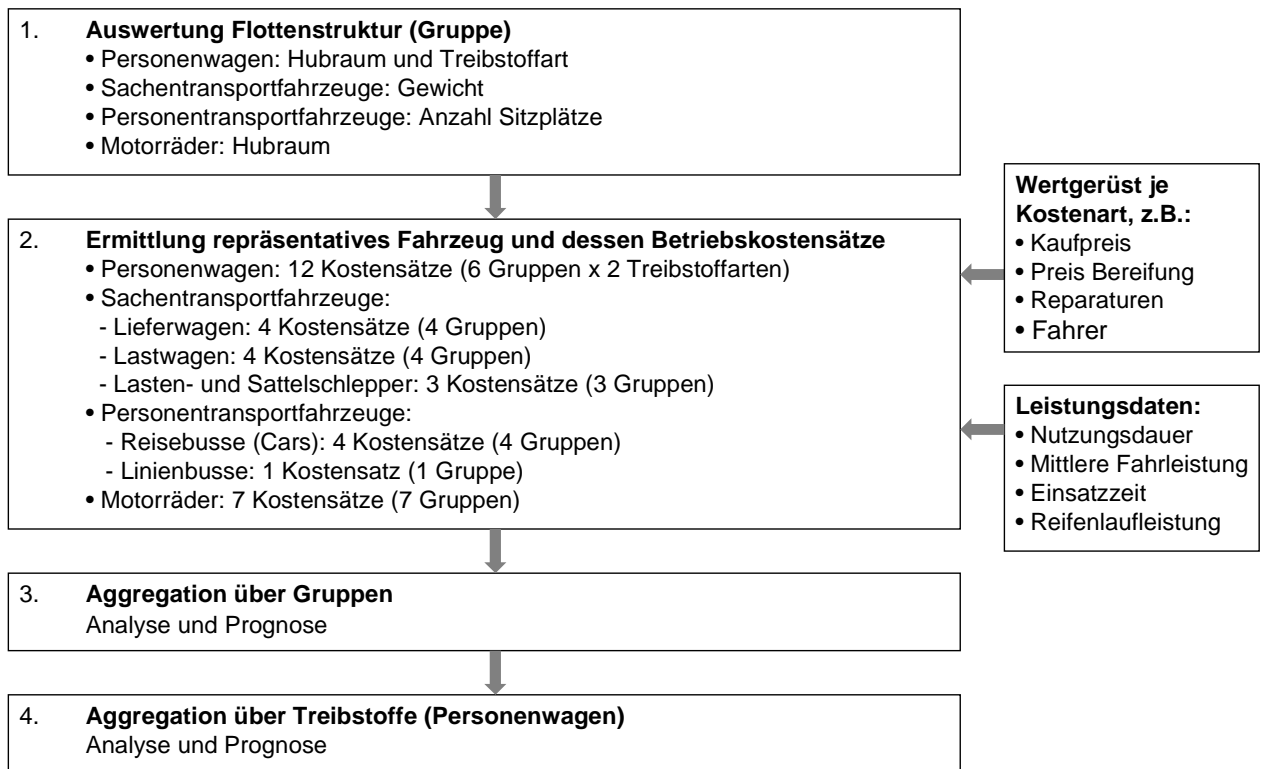 1. Auswertung Flottenstruktur (Gruppe)
• Personenwagen: Hubraum und Treibstoffart
• Sachentransportfahrzeuge: Gewicht
• Personentransportfahrzeuge: Anzahl Sitzplätze
• Motorräder: Hubraum
2. Ermittlung repräsentatives Fahrzeug und dessen Betriebskostensätze
• Personenwagen: 12 Kostensätze (6 Gruppen x 2 Treibstoffarten)
• Sachentransportfahrzeuge:
- Lieferwagen: 4 Kostensätze (4 Gruppen)
- Lastwagen: 4 Kostensätze (4 Gruppen)
- Lasten- und Sattelschlepper: 3 Kostensätze (3 Gruppen)
• Personentransportfahrzeuge:
- Reisebusse (Cars): 4 Kostensätze (4 Gruppen)
- Linienbusse: 1 Kostensatz (1 Gruppe)
• Motorräder: 7 Kostensätze (7 Gruppen)
Wertgerüst je
Kostenart, z.B.:
• Kaufpreis
• Preis Bereifung
• Reparaturen
• Fahrer
Leistungsdaten:
• Nutzungsdauer
• Mittlere Fahrleistung
• Einsatzzeit
• Reifenlaufleistung
3. Aggregation über Gruppen
Analyse und Prognose
4. Aggregation über Treibstoffe (Personenwagen)
Analyse und Prognose